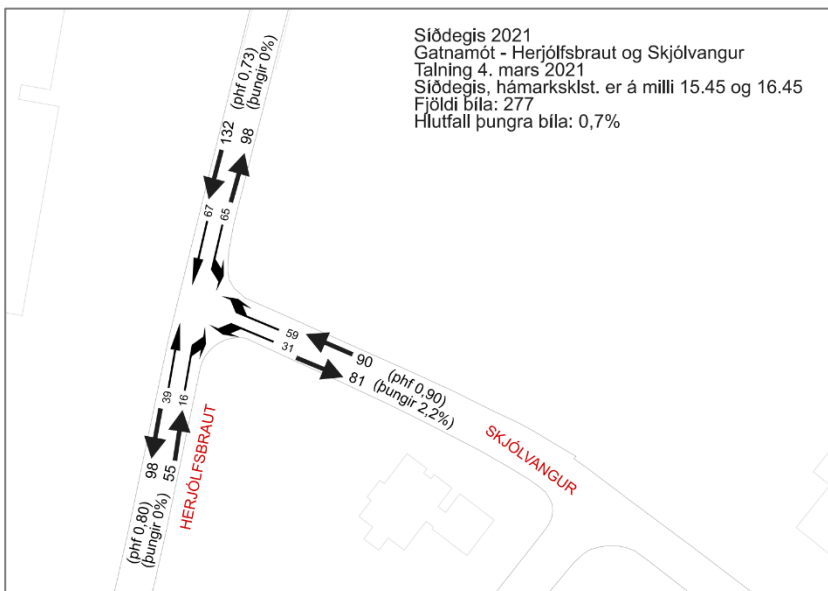 Síðdegis 2021
Gatnamót - Herjólfsbraut og Skjólvangur
Talning 4. mars 2021
Síðdegis, hámarksklst. er á milli 15.45 og 16.45
Fjöldi bíla: 277
Hlutfall þungra bíla: 0,7%
(phf 0,73)
(þungir 0%)
132
98
67
65
59
31
90
81
(phf 0,90)
(þungir 2,2%)
SKJÓLVANGUR
39
16
98
55
HERJÓLFSBRAUT
(phf 0,80)
(þungir 0%)